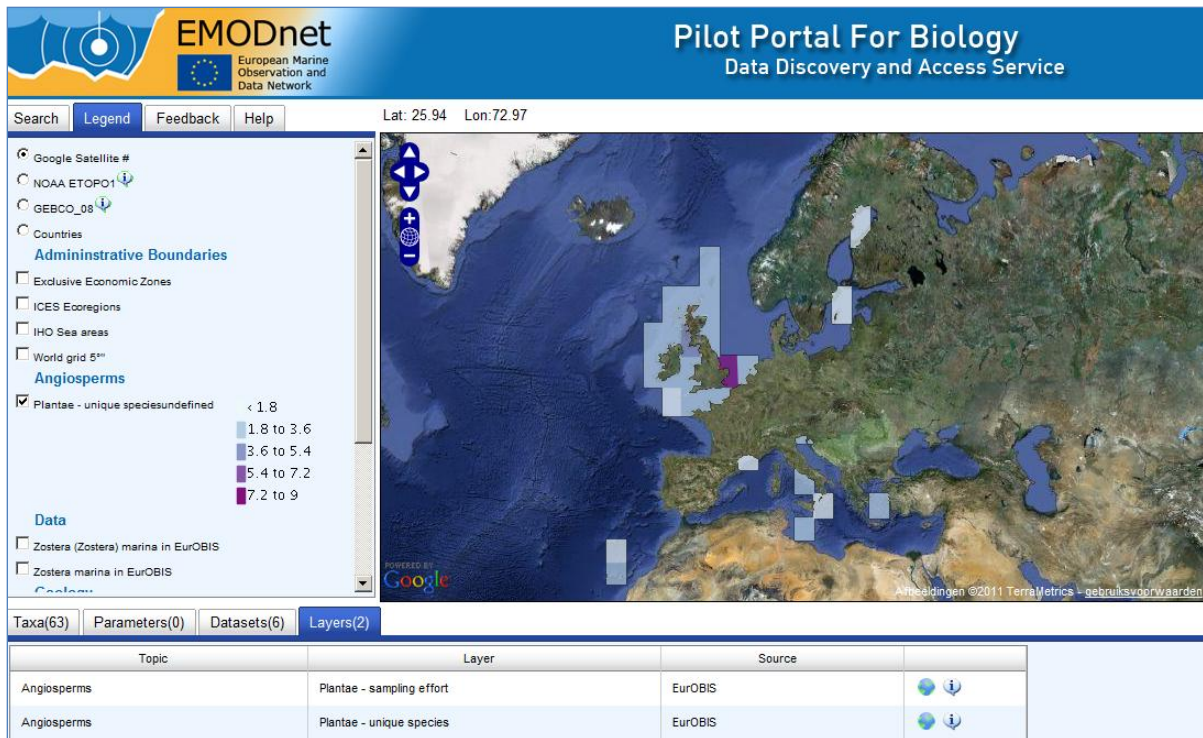 EMODnet
European Marine
Observation and
Data Network
Pilot Portal For Biology
Data Discovery and Access Service
Search Legend Feedback Help
Lat: 25.94 Lon:72.97
Google Satellite #
NOAA ETOPO1
GEBCO_08
Countries
Admininstrative Boundaries
Exclusive Economic Zones
ICES Ecoregions
IHO Sea areas
World grid 5°
Angiosperms
Plantae - unique speciesundefined
< 1.8
1.8 to 3.6
3.6 to 5.4
5.4 to 7.2
7.2 to 9
Data
Zostera (Zostera) marina in EurOBIS
Zostera marina in EurOBIS
Geology
POWERED BY
Google
Afbeeldingen ©2011 TerraMetrics - gebruiksvoorwaarden
Taxa(63) Parameters(0) Datasets(6) Layers(2)
Topic Layer Source
Angiosperms Plantae - sampling effort EurOBIS
Angiosperms Plantae - unique species EurOBIS